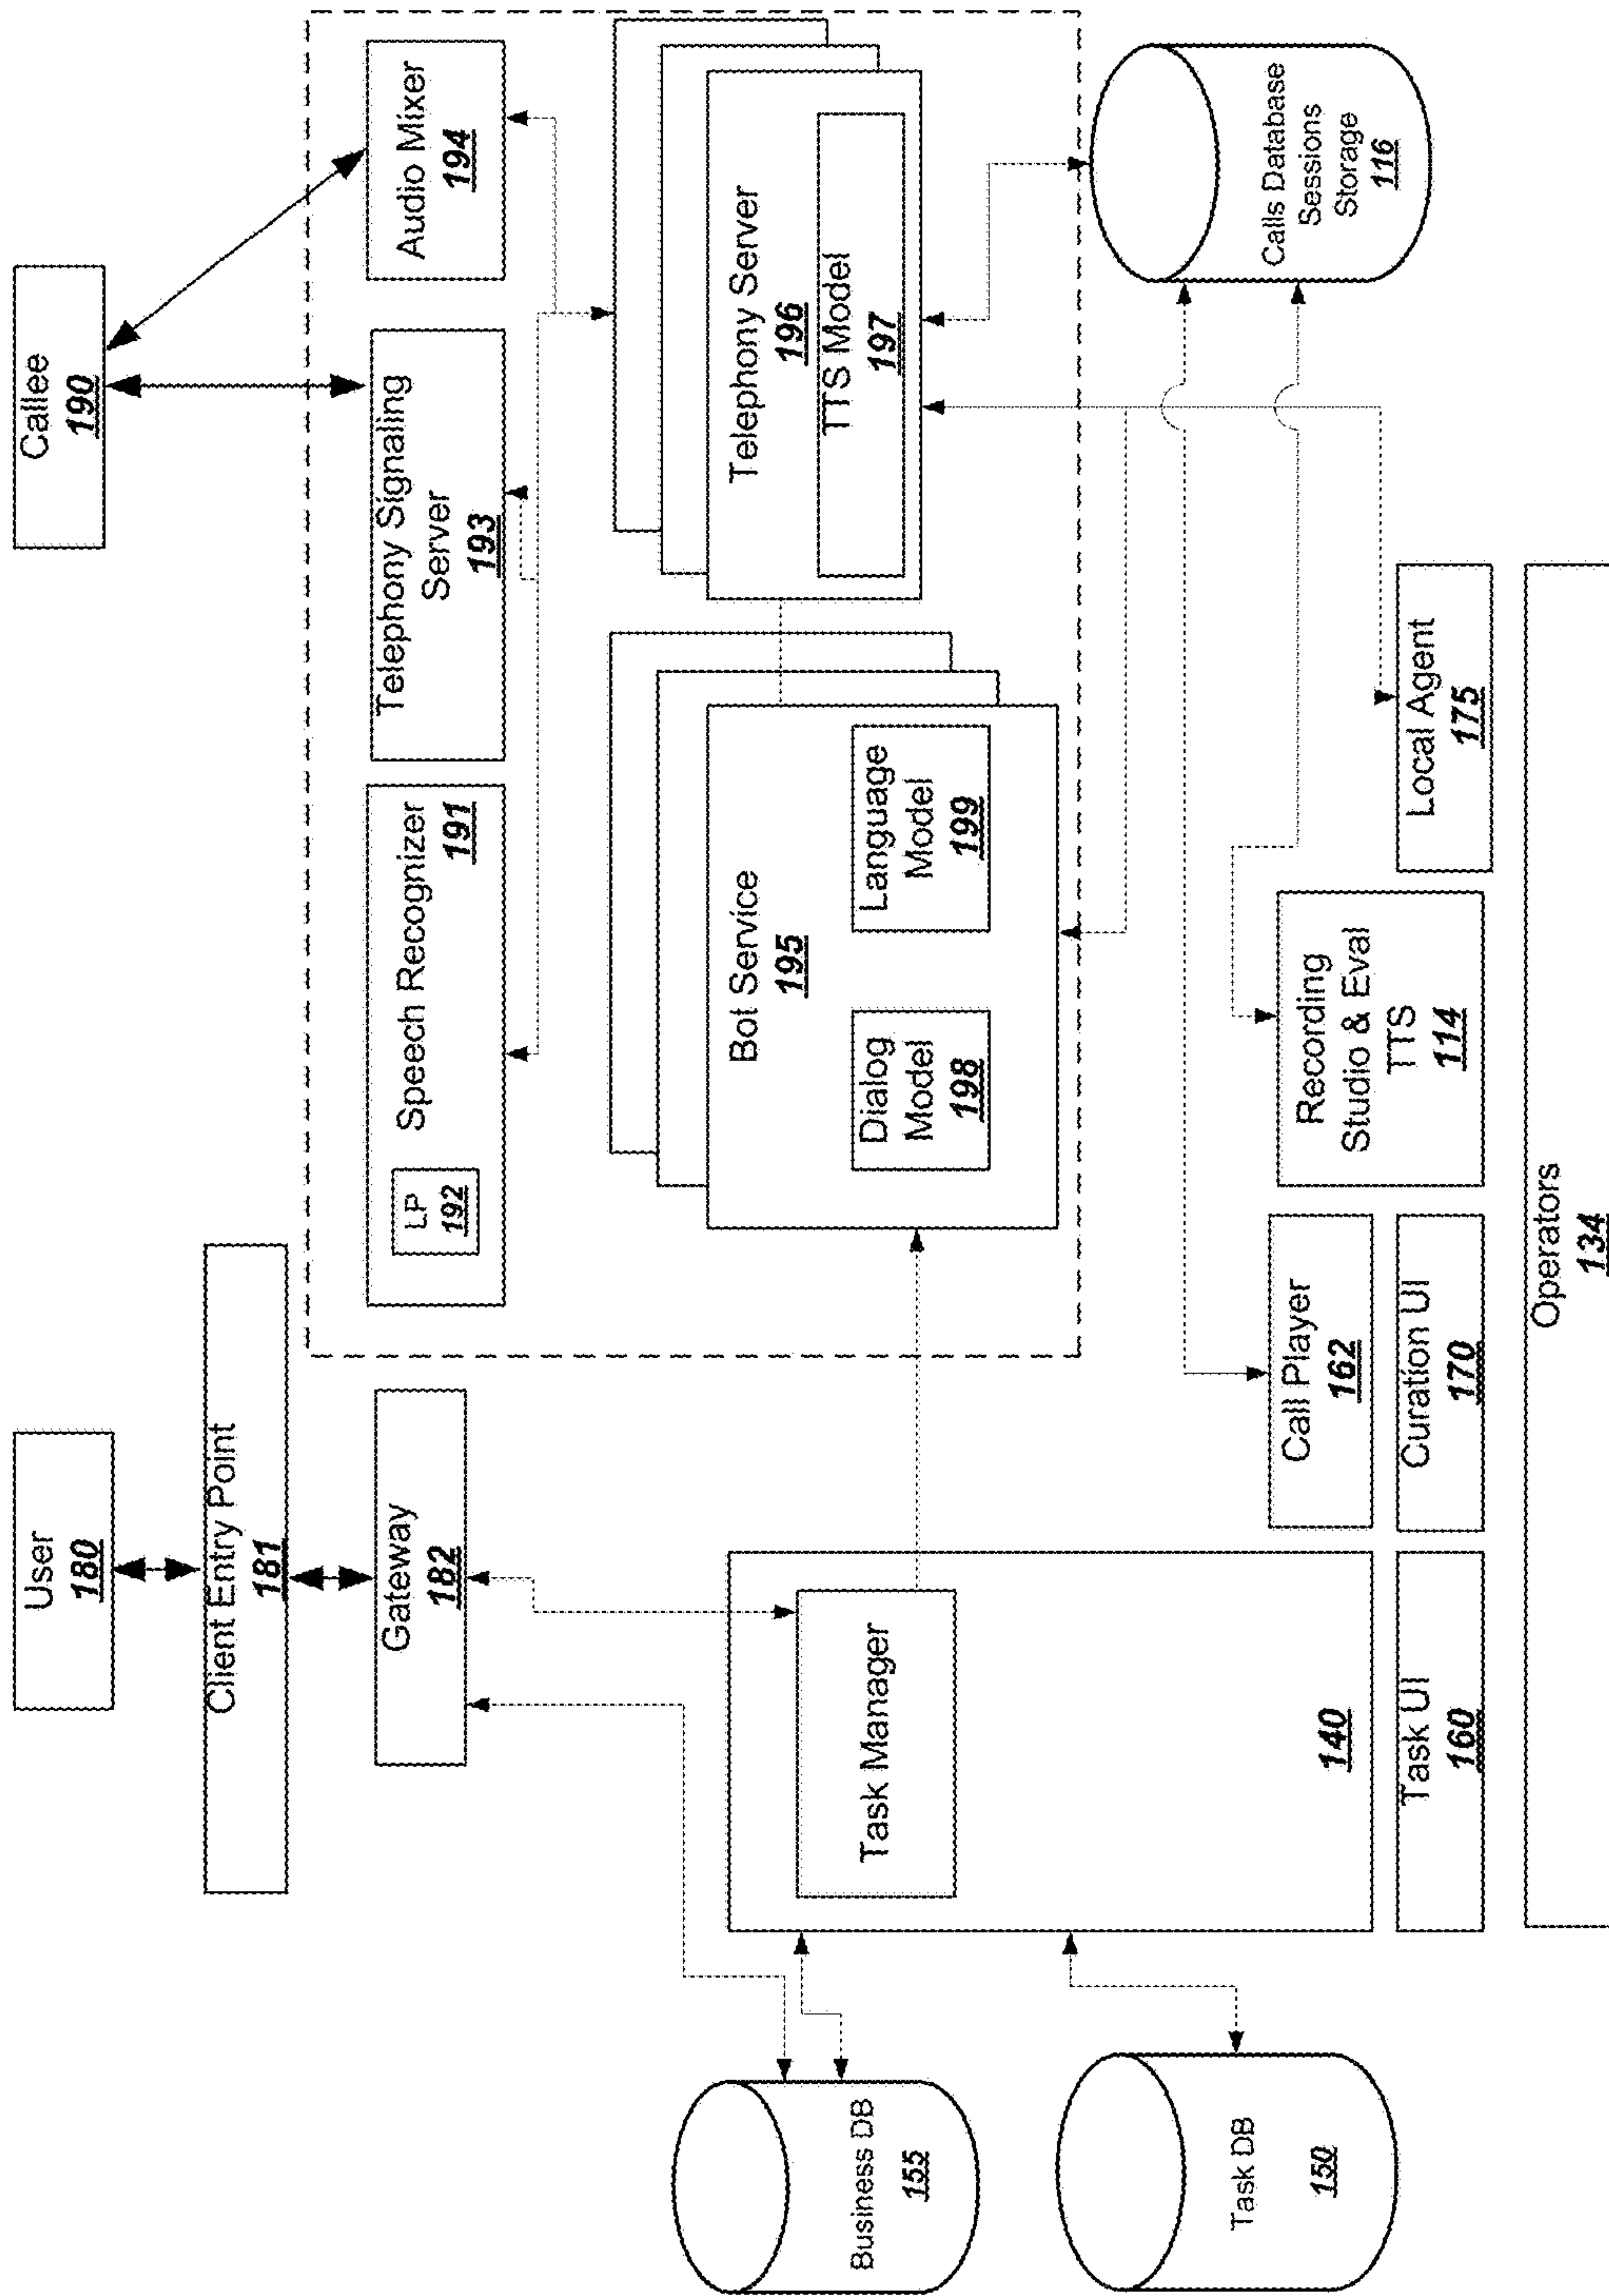 User
180
Client Entry Point
181
Gateway
182
Callee
190
LP
192
Speech Recognizer
191
Telephony Signaling
Server
193
Audio Mixer
194
Business DB
155
Task DB
150
Task Manager
140
Bot Service
195
Dialog
Model
198
Language
Model
199
Telephony Server
196
TTS Model
197
Calls Database
Sessions
Storage
116
Task UI
160
Call Player
162
Curation UI
170
Recording
Studio & Eval
TTS
114
Local Agent
175
Operators
134